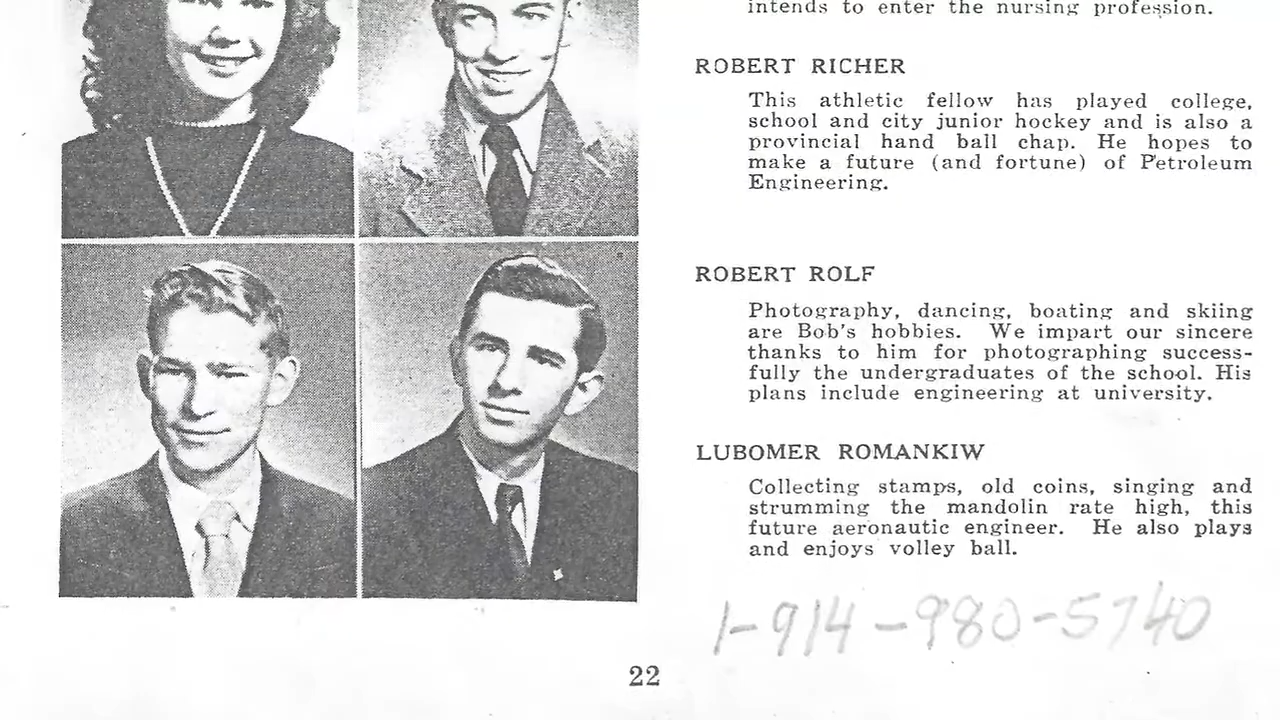 intends to enter the nursing profession.
ROBERT RICHER
This athletic fellow has played college,
school and city junior hockey and is also a
provincial hand ball chap. He hopes to
make a future (and fortune) of Petroleum
Engineering.
ROBERT ROLF
Photography, dancing, boating and skiing
are Bob's hobbies. We impart our sincere
thanks to him for photographing success-
fully the undergraduates of the school. His
plans include engineering at university.
LUBOMER ROMANKIW
Collecting stamps, old coins, singing and
strumming the mandolin rate high, this
future aeronautic engineer. He also plays
and enjoys volley ball.
1-914-980-5740
22